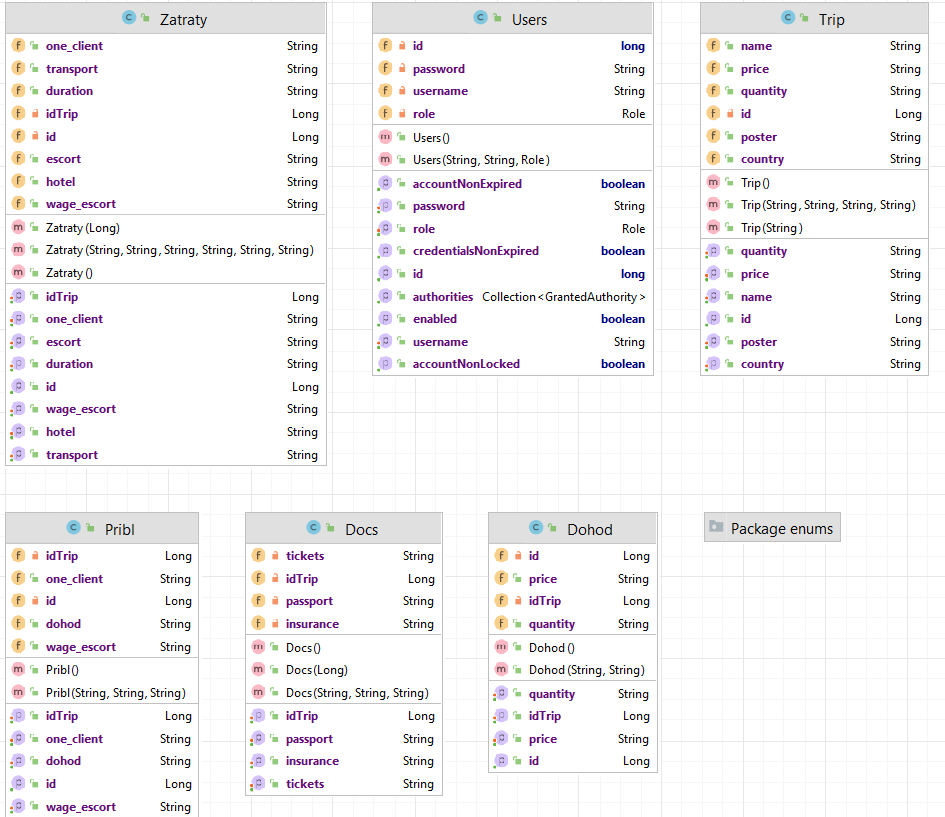 Zatraty
one_client String
transport String
duration String
idTrip Long
id Long
escort String
hotel String
wage_escort String
Zatraty (Long)
Zatraty (String, String, String, String, String, String)
Zatraty ()
idTrip Long
one_client String
escort String
duration String
id Long
wage_escort String
hotel String
transport String
Users
id long
password String
username String
role Role
Users ()
Users (String, String, Role)
accountNonExpired boolean
password String
role Role
credentialsNonExpired boolean
id long
authorities Collection<GrantedAuthority>
enabled boolean
username String
accountNonLocked boolean
Trip
name String
price String
quantity String
id Long
poster String
country String
Trip ()
Trip (String, String, String, String)
Trip (String)
quantity String
price String
name String
id Long
poster String
country String
Pribl
idTrip Long
one_client String
id Long
dohod String
wage_escort String
Pribl ()
Pribl (String, String, String)
idTrip Long
one_client String
dohod String
id Long
wage_escort String
Docs
tickets String
idTrip Long
passport String
insurance String
Docs ()
Docs (Long)
Docs (String, String, String)
idTrip Long
passport String
insurance String
tickets String
Dohod
id Long
price String
idTrip Long
quantity String
Dohod ()
Dohod (String, String)
quantity String
idTrip Long
price String
id Long
Package enums